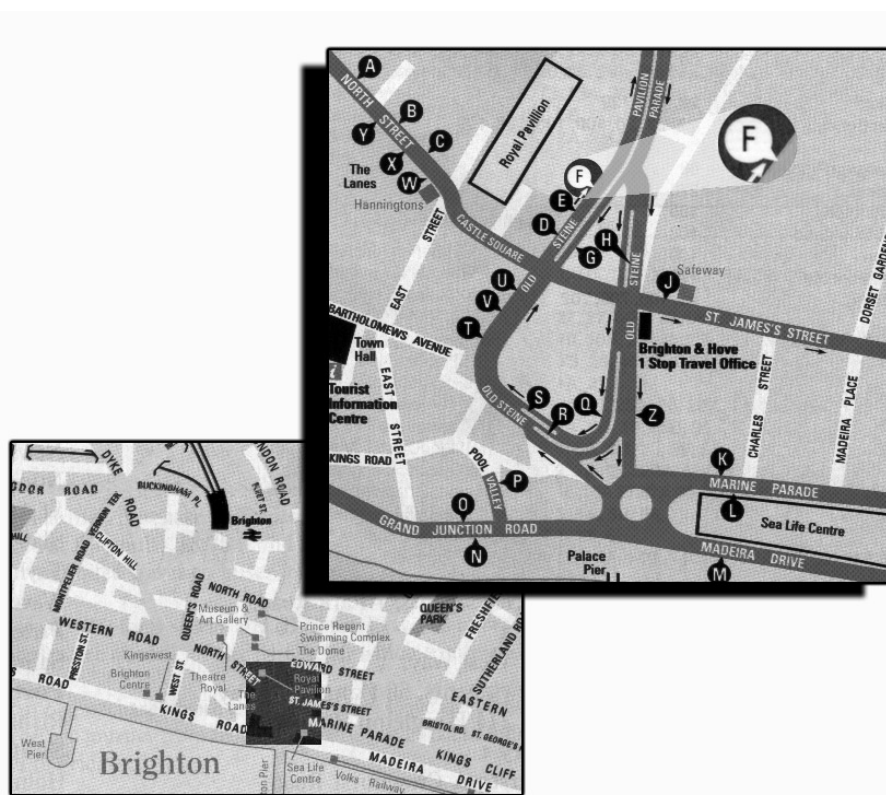 A
NORTH STREET
B
Y
C
X
W
The
Lanes
Hanningtons
Royal Pavillion
PAVILION
PARADE
F
F
E
D
STEINE
G
H
STEINE
CASTLE SQUARE
U
OLD
V
T
EAST
STREET
BARTHOLOMEWS AVENUE
Town
Hall
i
Tourist
Information
Centre
EAST
STREET
J
Safeway
ST. JAMES'S STREET
DORSET GARDENS
OLD
Brighton & Hove
1 Stop Travel Office
CHARLES STREET
MADEIRA PLACE
S
OLD STEINE
R
Q
Z
KINGS ROAD
POOL
VALLEY
P
O
GRAND JUNCTION ROAD
N
K
MARINE PARADE
L
Sea Life Centre
MADEIRA DRIVE
M
Palace
Pier
DYKE
ROAD
BUCKINGHAM PL
Brighton
CLIFTON HILL
MONTPELIER ROAD
VERNON TER.
QUEEN'S ROAD
NORTH ROAD
Museum &
Art Gallery
Prince Regent
Swimming Complex
The Dome
QUEEN'S
PARK
SUTHERLAND RO
WESTERN ROAD
PRESTON ST.
Kingswest
Brighton
Centre
WEST ST.
Theatre
Royal
NORTH STREET
The
Lanes
EDWARD STREET
Royal
Pavilion
ST. JAMES'S STREET
EASTERN
ROAD
KINGS ROAD
MARINE PARADE
BRISTOL RD.
ST. GEORGE'S
KINGS CLIFF
MADEIRA DRIVE
West
Pier
Brighton
Sea Life
Centre
Volks Railway